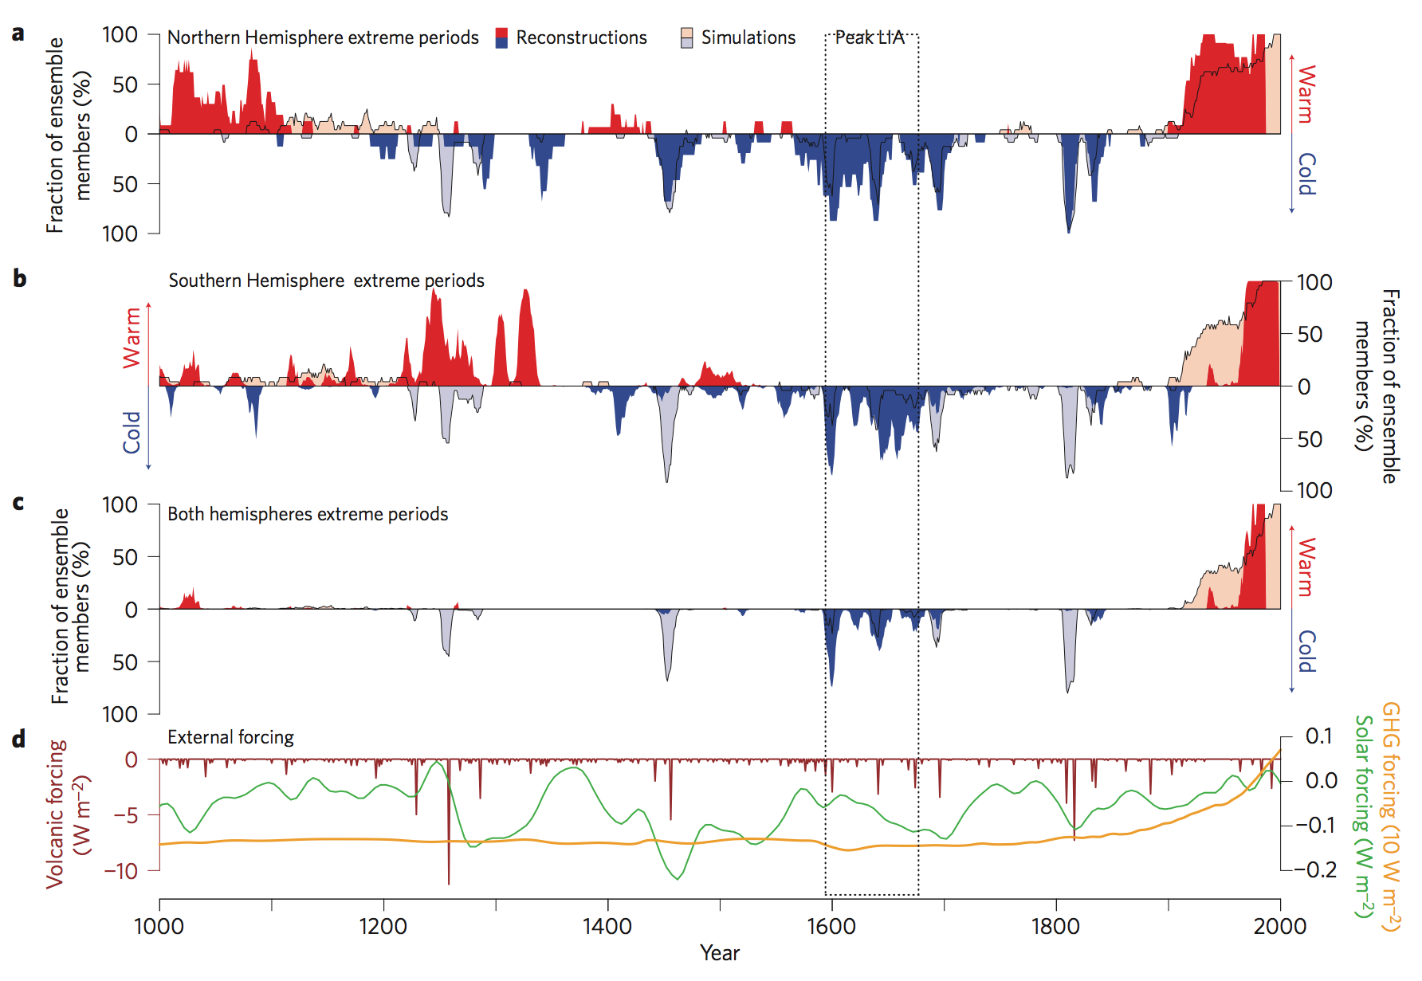 a
Northern Hemisphere extreme periods
Reconstructions
Simulations
Peak LIA
Fraction of ensemble
members (%)
100
50
0
50
100
Warm
Cold
b
Southern Hemisphere extreme periods
Warm
Cold
100
50
0
50
100
Fraction of ensemble
members (%)
c
Both hemispheres extreme periods
Fraction of ensemble
members (%)
100
50
0
50
100
Warm
Cold
d
External forcing
Volcanic forcing
(W m−2)
0
−5
−10
0.1
0.0
−0.1
−0.2
Solar forcing (W m−2)
GHG forcing (10 W m−2)
1000
1200
1400
1600
1800
2000
Year